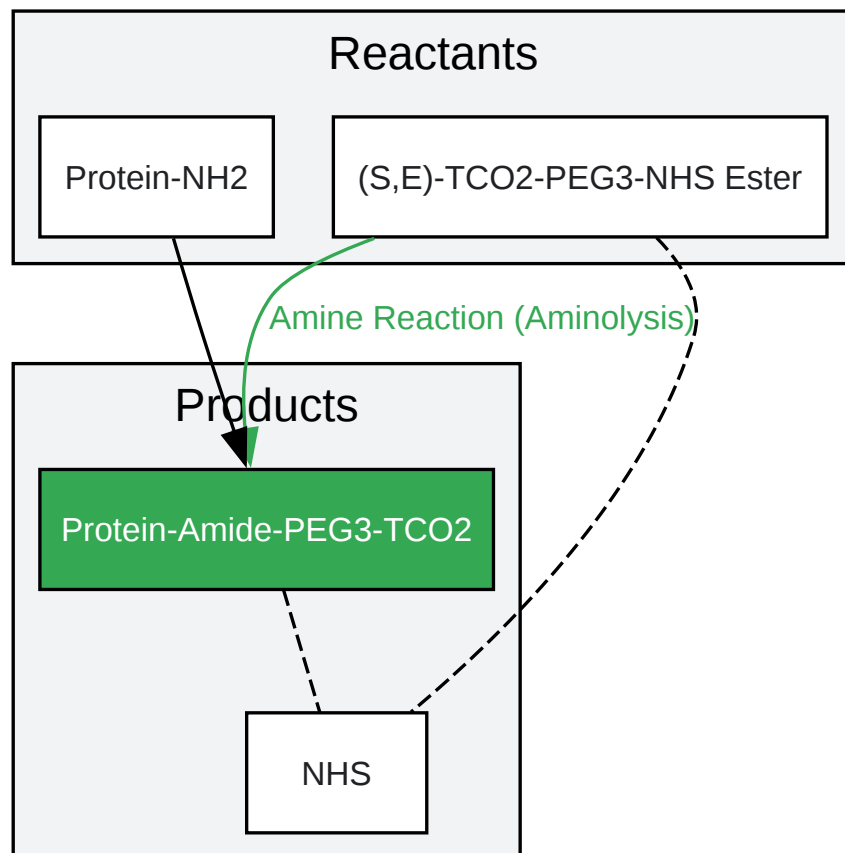 Reactants
Protein-NH2
(S,E)-TCO2-PEG3-NHS Ester
Amine Reaction (Aminolysis)
Products
Protein-Amide-PEG3-TCO2
NHS